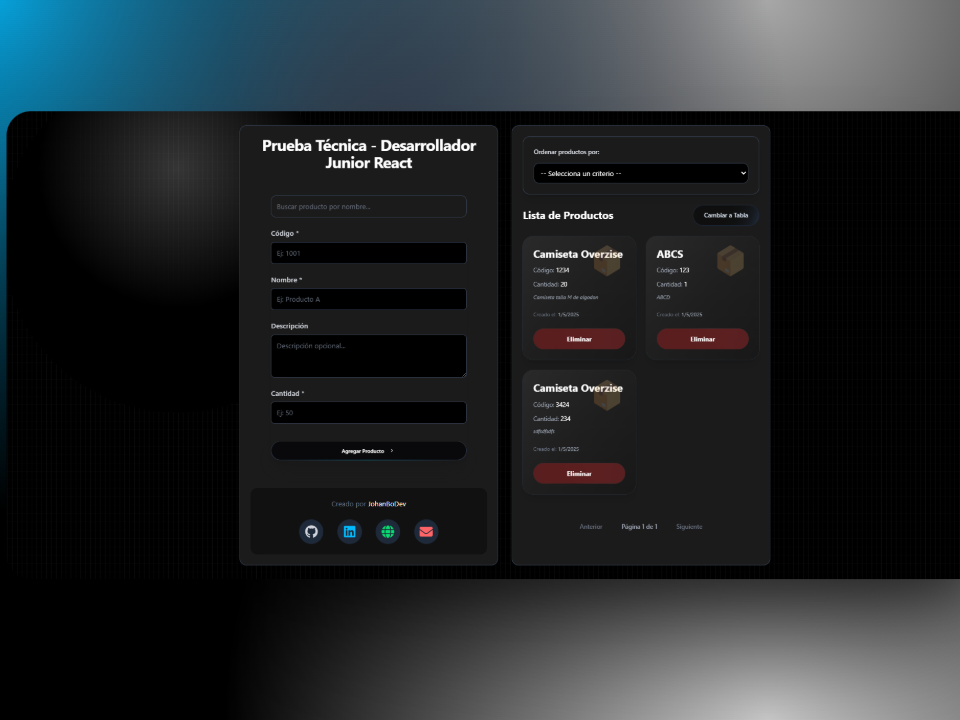 Prueba Técnica - Desarrollador
Junior React
Buscar producto por nombre...
Código *
Ej: 1001
Nombre *
Ej: Producto A
Descripción
Descripción opcional...
Cantidad *
Ej: 50
Agregar Producto
Creado por JohanBoDev
Ordenar productos por:
-- Selecciona un criterio --
Lista de Productos
Cambiar a Tabla
Camiseta Overzise
Código: 1234
Cantidad: 20
Camiseta talla M de algodon
Creado el: 1/5/2025
Eliminar
ABCS
Código: 123
Cantidad: 1
ABCD
Creado el: 1/5/2025
Eliminar
Camiseta Overzise
Código: 3424
Cantidad: 234
Creado el: 1/5/2025
Eliminar
Anterior
Página 1 de 1
Siguiente